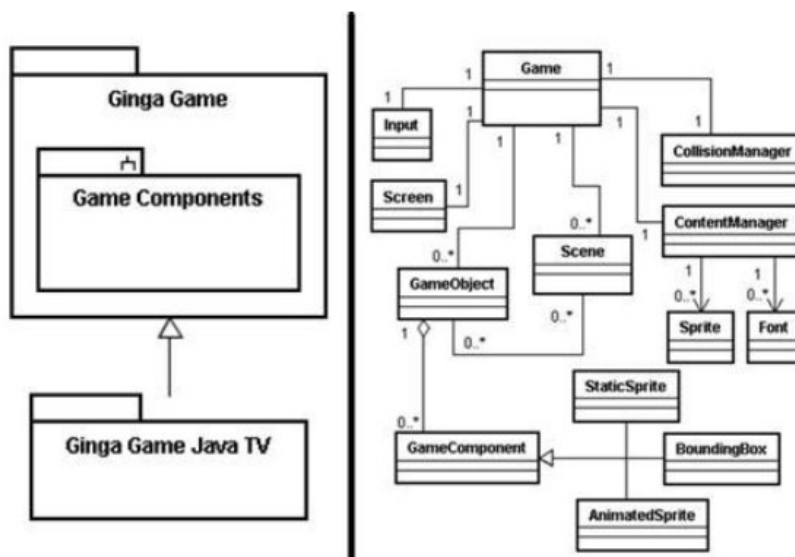 Ginga Game
Game Components
Ginga Game Java TV
Game
1
1
1
1
Input
1
1
1
1
1
CollisionManager
Screen
1
ContentManager
0..*
Scene
1
0..*
GameObject
1
1
0..*
0..*
Sprite
Font
1
0..*
0..*
StaticSprite
0..*
GameComponent
BoundingBox
AnimatedSprite